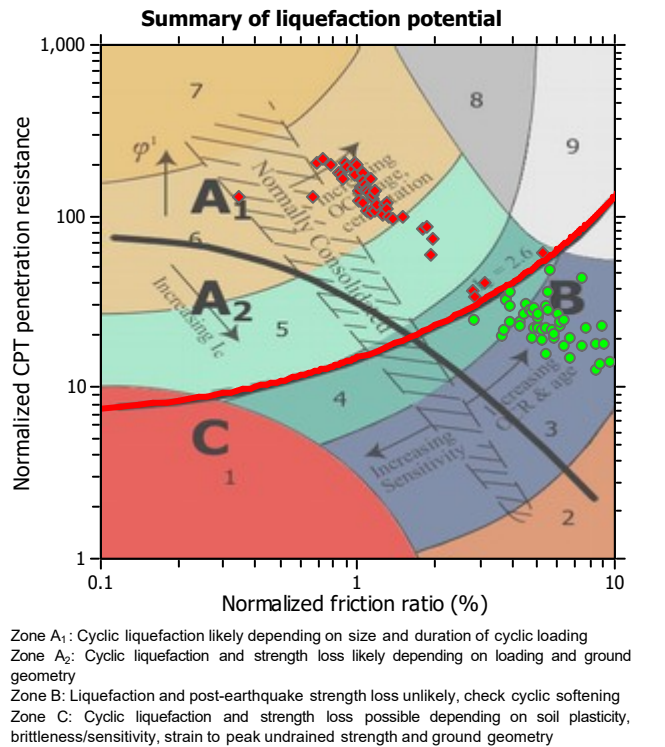 Summary of liquefaction potential
1,000
100
10
1
0.1
1
10
Normalized CPT penetration resistance
Normalized friction ratio (%)
7
8
9
φ'
A1
6
A2
5
Normally Consolidated
Increasing
Increasing Ic
= 2.6
B
4
C
1
Increasing
Sensitivity
Increasing
OCR & age
3
2
Zone A1: Cyclic liquefaction likely depending on size and duration of cyclic loading
Zone A2: Cyclic liquefaction and strength loss likely depending on loading and ground
geometry
Zone B: Liquefaction and post-earthquake strength loss unlikely, check cyclic softening
Zone C: Cyclic liquefaction and strength loss possible depending on soil plasticity,
brittleness/sensitivity, strain to peak undrained strength and ground geometry